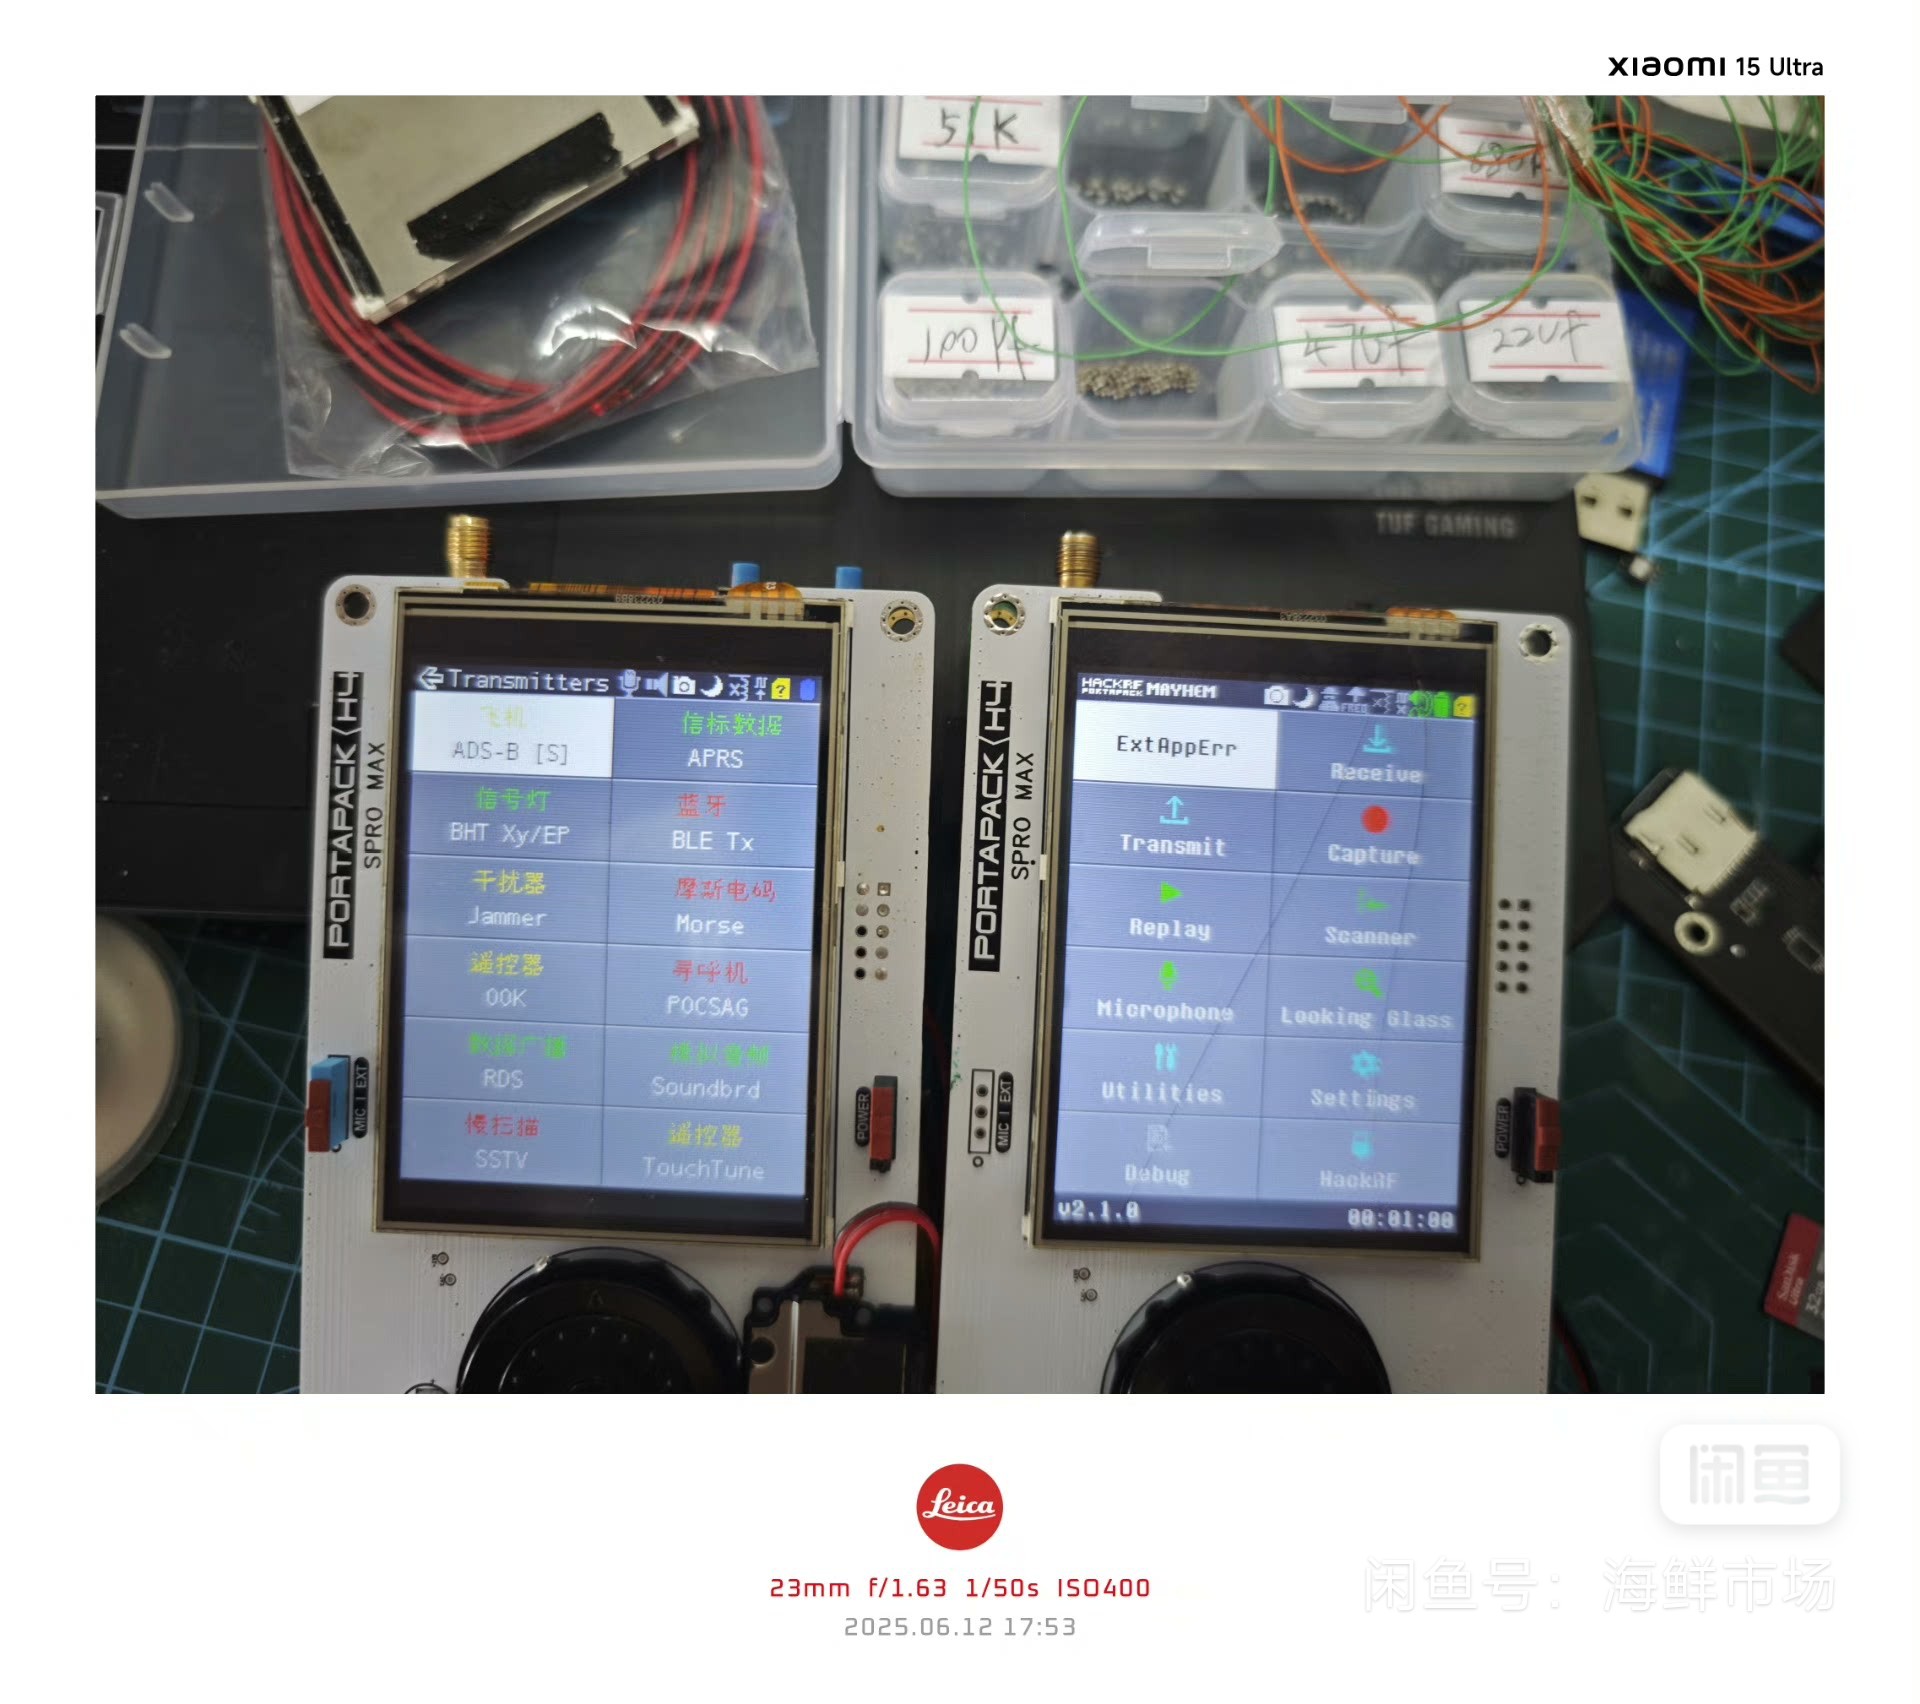 xiaomi 15 Ultra
51K
680K
100Pf
47uf
22uf
TUF GAMING
PORTAPACK(H4
SPRO MAX
Transmitters
飞机
ADS-B [S]
信标数据
APRS
信号灯
BHT Xy/EP
蓝牙
BLE Tx
干扰器
Jammer
摩斯电码
Morse
遥控器
OOK
寻呼机
POCSAG
数据广播
RDS
模拟音频
Soundbrd
慢扫描
SSTV
遥控器
TouchTune
MIC | EXT
POWER
PORTAPACK(H4
SPRO MAX
HACKRF
PORTAPACK
MAYHEM
ExtAppErr
Receive
Transmit
Capture
Replay
Scanner
Microphone
Looking Glass
Utilities
Settings
Debug
HackRF
v2.1.0
00:01:00
MIC | EXT
POWER
SanDisk
Ultra
32
Leica
23mm f/1.63 1/50s ISO400
2025.06.12 17:53
闲鱼
闲鱼号：海鲜市场